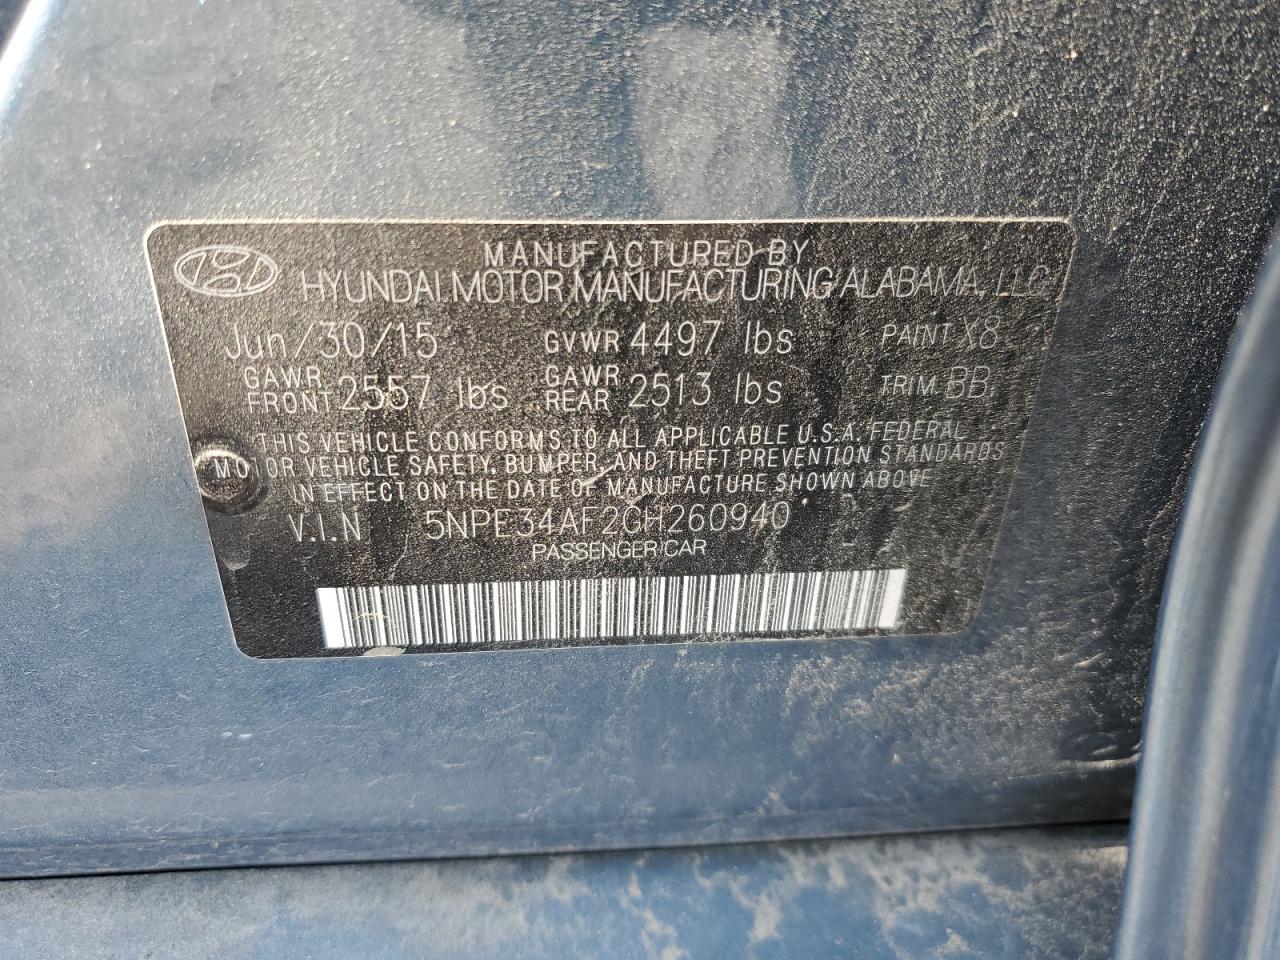 MANUFACTURED BY
HYUNDAI MOTOR MANUFACTURING ALABAMA, LLC
Jun/30/15 GVWR 4497 lbs PAINT X8
GAWR FRONT 2557 lbs GAWR REAR 2513 lbs TRIM BB
THIS VEHICLE CONFORMS TO ALL APPLICABLE U.S.A. FEDERAL
MOTOR VEHICLE SAFETY, BUMPER, AND THEFT PREVENTION STANDARDS
IN EFFECT ON THE DATE OF MANUFACTURE SHOWN ABOVE
V.I.N 5NPE34AF2GH260940
PASSENGER CAR